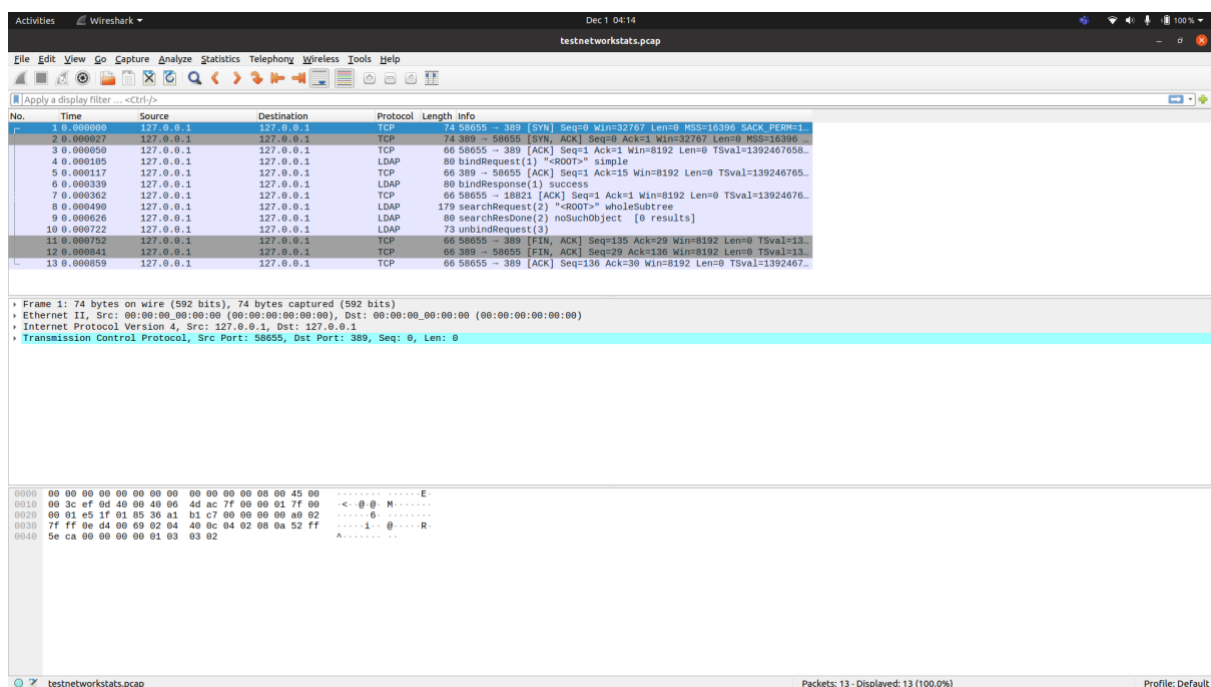 Activities Wireshark Dec 1 04:14 100 %
testnetworkstats.pcap
File Edit View Go Capture Analyze Statistics Telephony Wireless Tools Help
Apply a display filter ... <Ctrl-/>
No. Time Source Destination Protocol Length Info
1 0.000000 127.0.0.1 127.0.0.1 TCP 74 58655 → 389 [SYN] Seq=0 Win=32767 Len=0 MSS=16396 SACK_PERM=1…
2 0.000027 127.0.0.1 127.0.0.1 TCP 74 389 → 58655 [SYN, ACK] Seq=0 Ack=1 Win=32767 Len=0 MSS=16396 …
3 0.000050 127.0.0.1 127.0.0.1 TCP 66 58655 → 389 [ACK] Seq=1 Ack=1 Win=8192 Len=0 TSval=1392467658…
4 0.000105 127.0.0.1 127.0.0.1 LDAP 80 bindRequest(1) "<ROOT>" simple
5 0.000117 127.0.0.1 127.0.0.1 TCP 66 389 → 58655 [ACK] Seq=1 Ack=15 Win=8192 Len=0 TSval=139246765…
6 0.000339 127.0.0.1 127.0.0.1 LDAP 80 bindResponse(1) success
7 0.000362 127.0.0.1 127.0.0.1 TCP 66 58655 → 18821 [ACK] Seq=1 Ack=1 Win=8192 Len=0 TSval=13924676…
8 0.000490 127.0.0.1 127.0.0.1 LDAP 179 searchRequest(2) "<ROOT>" wholeSubtree
9 0.000626 127.0.0.1 127.0.0.1 LDAP 80 searchResDone(2) noSuchObject [0 results]
10 0.000722 127.0.0.1 127.0.0.1 LDAP 73 unbindRequest(3)
11 0.000752 127.0.0.1 127.0.0.1 TCP 66 58655 → 389 [FIN, ACK] Seq=135 Ack=29 Win=8192 Len=0 TSval=13…
12 0.000841 127.0.0.1 127.0.0.1 TCP 66 389 → 58655 [FIN, ACK] Seq=29 Ack=136 Win=8192 Len=0 TSval=13…
13 0.000859 127.0.0.1 127.0.0.1 TCP 66 58655 → 389 [ACK] Seq=136 Ack=30 Win=8192 Len=0 TSval=1392467…
Frame 1: 74 bytes on wire (592 bits), 74 bytes captured (592 bits)
Ethernet II, Src: 00:00:00_00:00:00 (00:00:00:00:00:00), Dst: 00:00:00_00:00:00 (00:00:00:00:00:00)
Internet Protocol Version 4, Src: 127.0.0.1, Dst: 127.0.0.1
Transmission Control Protocol, Src Port: 58655, Dst Port: 389, Seq: 0, Len: 0
0000 00 00 00 00 00 00 00 00 00 00 00 00 08 00 45 00 ··············E·
0010 00 3c ef 0d 40 00 40 06 4d ac 7f 00 00 01 7f 00 ·<··@·@·M·······
0020 00 01 e5 1f 01 85 36 a1 b1 c7 00 00 00 00 a0 02 ······6·········
0030 7f ff 0e d4 00 00 69 02 04 40 0c 04 02 08 0a 52 ff ·····i··@·····R·
0040 5e ca 00 00 00 00 01 03 03 02 ^·········
testnetworkstats.pcap Packets: 13 · Displayed: 13 (100.0%) Profile: Default